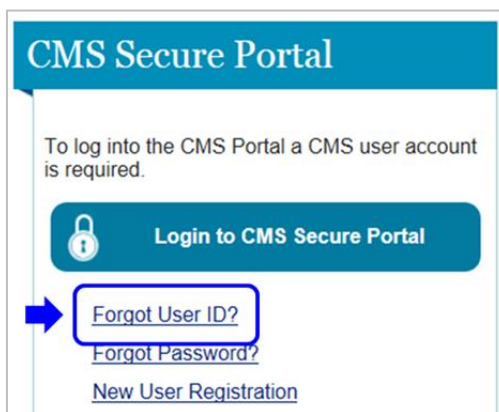 CMS Secure Portal
To log into the CMS Portal a CMS user account
is required.
Login to CMS Secure Portal
Forgot User ID?
Forgot Password?
New User Registration